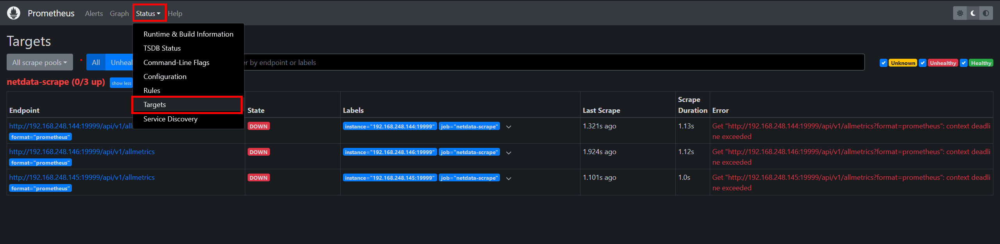 Prometheus Alerts Graph Status Help
Runtime & Build Information
TSDB Status
Command-Line Flags
Configuration
Rules
Targets
Service Discovery
Targets
All scrape pools
All Unheal
er by endpoint or labels
Unknown Unhealthy Healthy
netdata-scrape (0/3 up) show less
Endpoint State Labels Last Scrape Scrape Duration Error
http://192.168.248.144:19999/api/v1/all
format="prometheus"
DOWN
instance="192.168.248.144:19999" job="netdata-scrape"
1.321s ago
1.13s
Get "http://192.168.248.144:19999/api/v1/allmetrics?format=prometheus": context deadli
ne exceeded
http://192.168.248.146:19999/api/v1/allmetrics
format="prometheus"
DOWN
instance="192.168.248.146:19999" job="netdata-scrape"
1.924s ago
1.12s
Get "http://192.168.248.146:19999/api/v1/allmetrics?format=prometheus": context deadli
ne exceeded
http://192.168.248.145:19999/api/v1/allmetrics
format="prometheus"
DOWN
instance="192.168.248.145:19999" job="netdata-scrape"
1.101s ago
1.0s
Get "http://192.168.248.145:19999/api/v1/allmetrics?format=prometheus": context deadli
ne exceeded